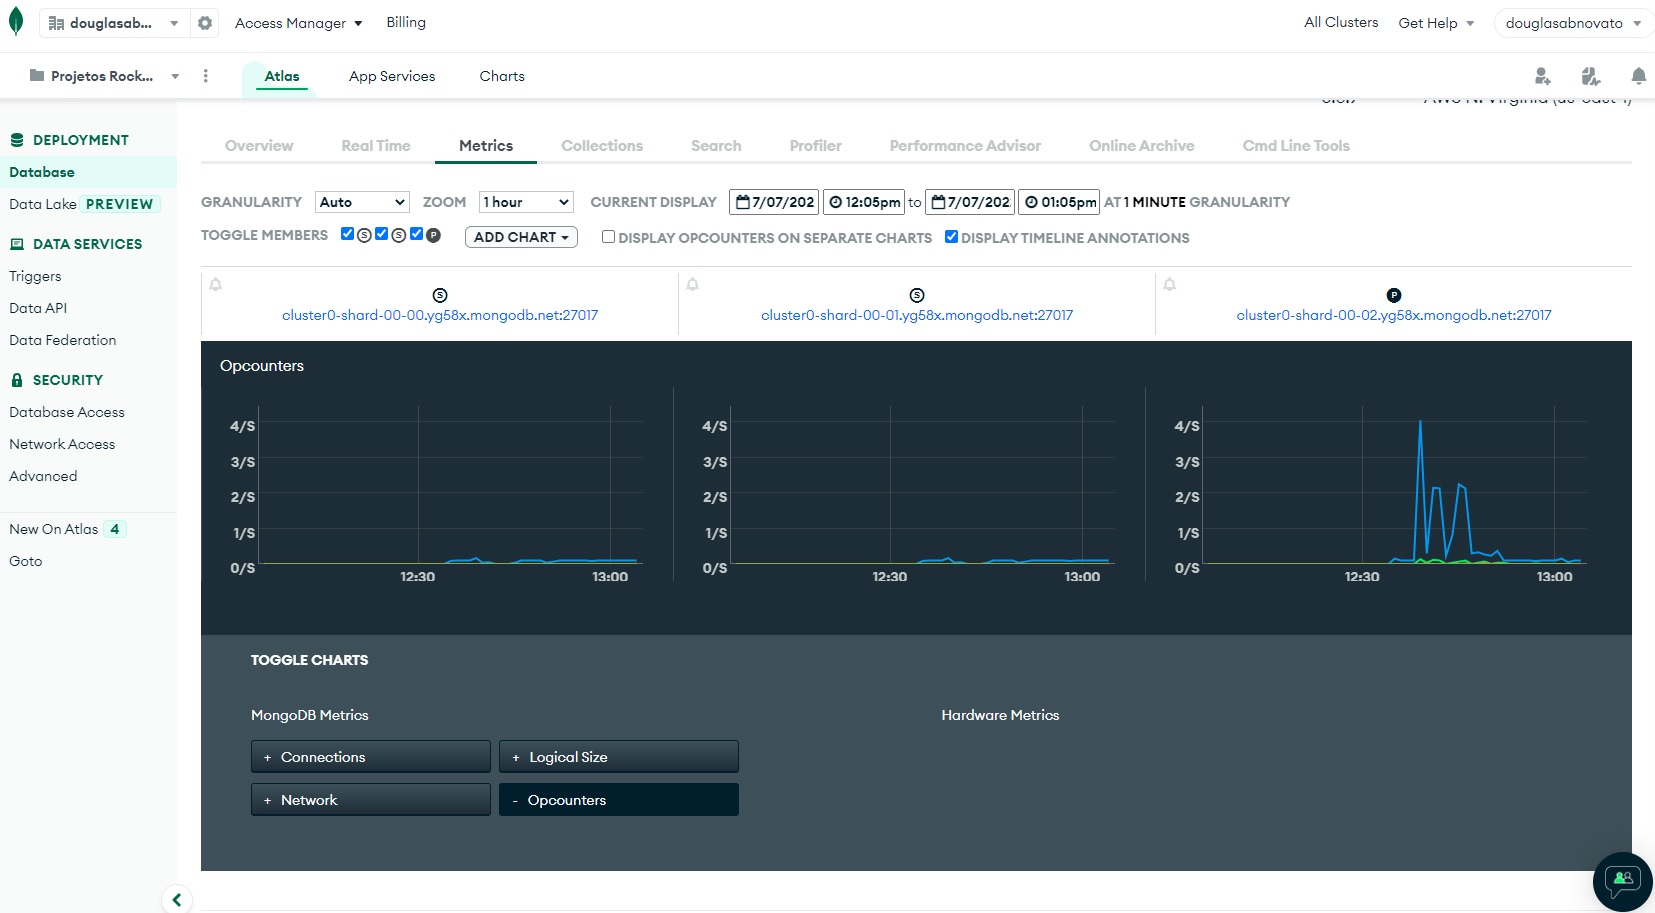 douglasab...
Access Manager
Billing
All Clusters
Get Help
douglasabnovato
Projetos Rock...
Atlas
App Services
Charts
DEPLOYMENT
Database
Data Lake PREVIEW
DATA SERVICES
Triggers
Data API
Data Federation
SECURITY
Database Access
Network Access
Advanced
New On Atlas 4
Goto
Overview Real Time Metrics Collections Search Profiler Performance Advisor Online Archive Cmd Line Tools
GRANULARITY Auto ZOOM 1 hour CURRENT DISPLAY 7/07/202 12:05pm to 7/07/202 01:05pm AT 1 MINUTE GRANULARITY
TOGGLE MEMBERS S S P ADD CHART DISPLAY OPCOUNTERS ON SEPARATE CHARTS DISPLAY TIMELINE ANNOTATIONS
S
cluster0-shard-00-00.yg58x.mongodb.net:27017
S
cluster0-shard-00-01.yg58x.mongodb.net:27017
P
cluster0-shard-00-02.yg58x.mongodb.net:27017
Opcounters
4/S
3/S
2/S
1/S
0/S
12:30 13:00
4/S
3/S
2/S
1/S
0/S
12:30 13:00
4/S
3/S
2/S
1/S
0/S
12:30 13:00
TOGGLE CHARTS
MongoDB Metrics
Hardware Metrics
+ Connections
+ Logical Size
+ Network
- Opcounters